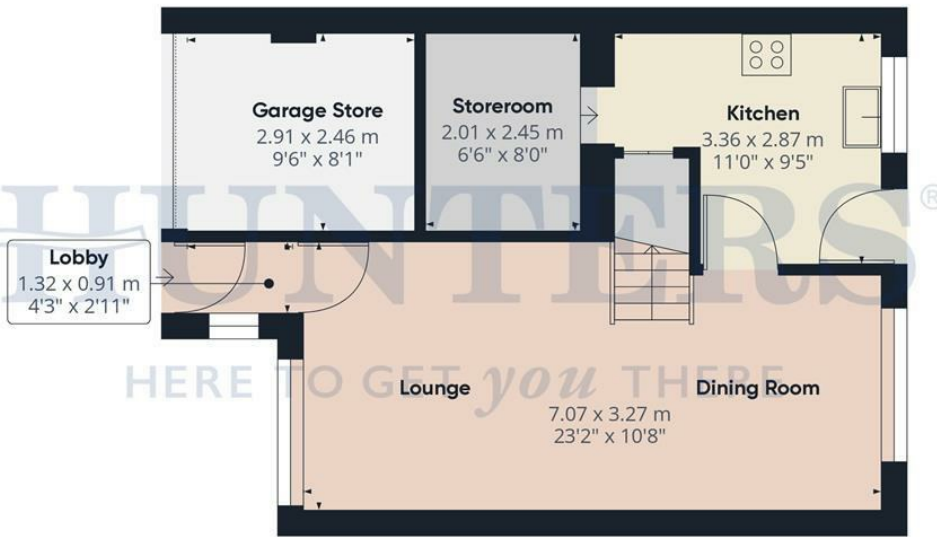 Garage Store
2.91 x 2.46 m
9'6" x 8'1"
Storeroom
2.01 x 2.45 m
6'6" x 8'0"
Kitchen
3.36 x 2.87 m
11'0" x 9'5"
HUNTERS®
Lobby
1.32 x 0.91 m
4'3" x 2'11"
HERE TO GET you THERE
Lounge
Dining Room
7.07 x 3.27 m
23'2" x 10'8"